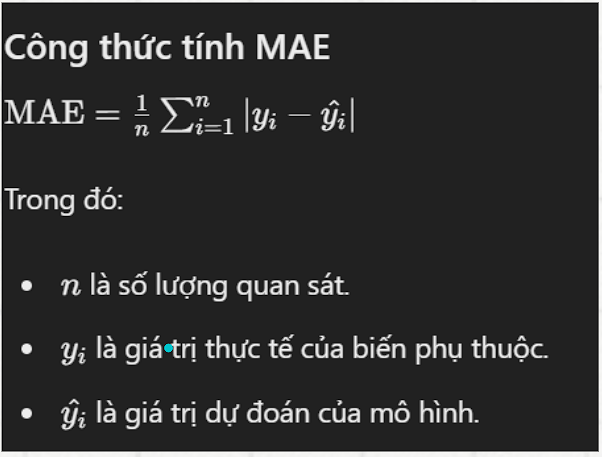 Công thức tính MAE
MAE = \frac{1}{n} \sum_{i=1}^{n} |y_i - \hat{y}_i|
Trong đó:
• n là số lượng quan sát.
• y_i là giá trị thực tế của biến phụ thuộc.
• \hat{y}_i là giá trị dự đoán của mô hình.